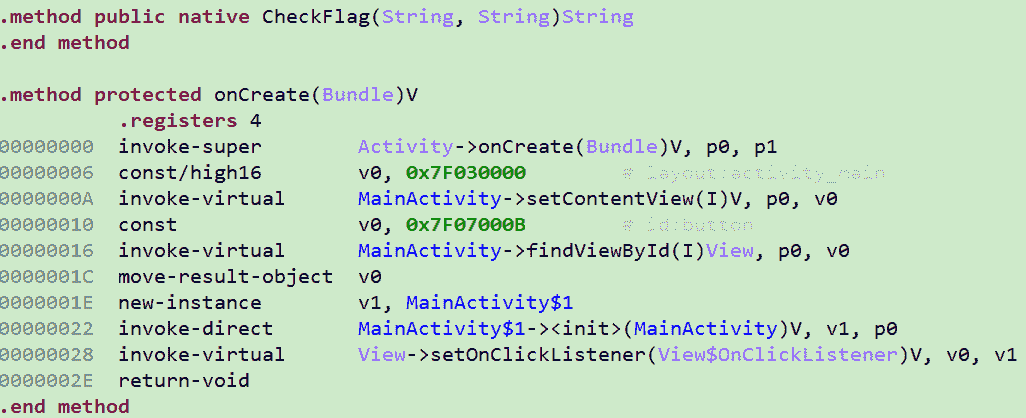 .method public native CheckFlag(String, String)String
.end method
.method protected onCreate(Bundle)V
.registers 4
00000000 invoke-super Activity->onCreate(Bundle)V, p0, p1
00000006 const/high16 v0, 0x7F030000 # layout:activity_main
0000000A invoke-virtual MainActivity->setContentView(I)V, p0, v0
00000010 const v0, 0x7F07000B # id:button
00000016 invoke-virtual MainActivity->findViewById(I)View, p0, v0
0000001C move-result-object v0
0000001E new-instance v1, MainActivity$1
00000022 invoke-direct MainActivity$1-><init>(MainActivity)V, v1, p0
00000028 invoke-virtual View->setOnClickListener(View$OnClickListener)V, v0, v1
0000002E return-void
.end method